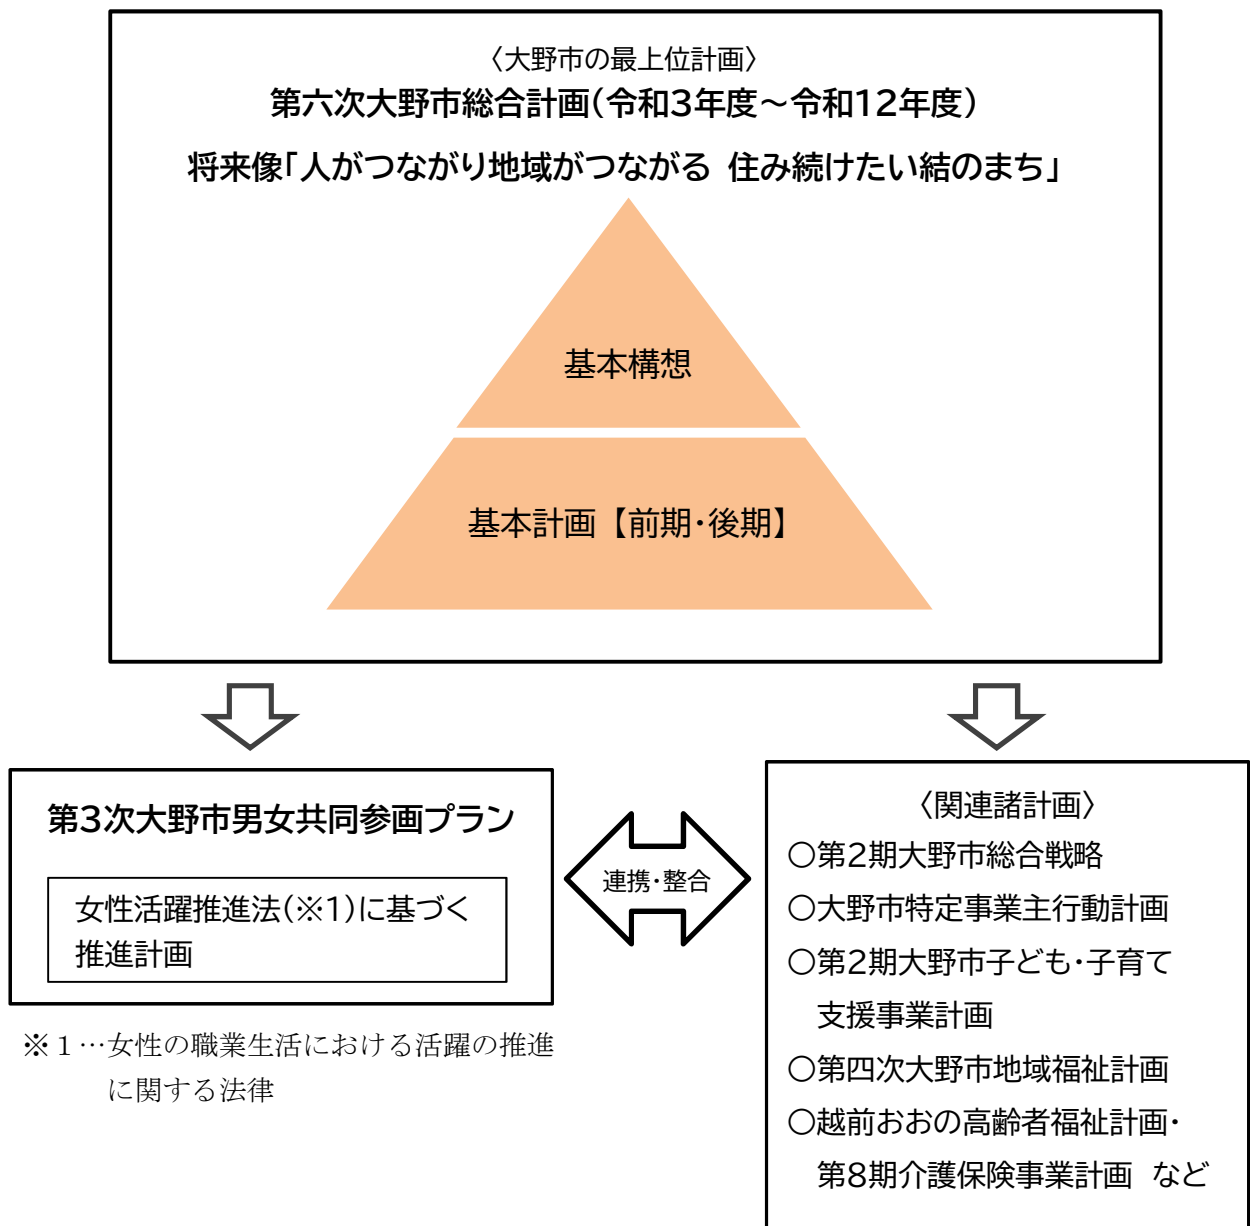 〈大野市の最上位計画〉
第六次大野市総合計画(令和3年度～令和12年度)
将来像「人がつながり地域がつながる 住み続けたい結のまち」
基本構想
基本計画【前期・後期】
第3次大野市男女共同参画プラン
女性活躍推進法(※1)に基づく
推進計画
※１…女性の職業生活における活躍の推進
に関する法律
連携・整合
〈関連諸計画〉
○第2期大野市総合戦略
○大野市特定事業主行動計画
○第2期大野市子ども・子育て
支援事業計画
○第四次大野市地域福祉計画
○越前おおの高齢者福祉計画・
第8期介護保険事業計画 など